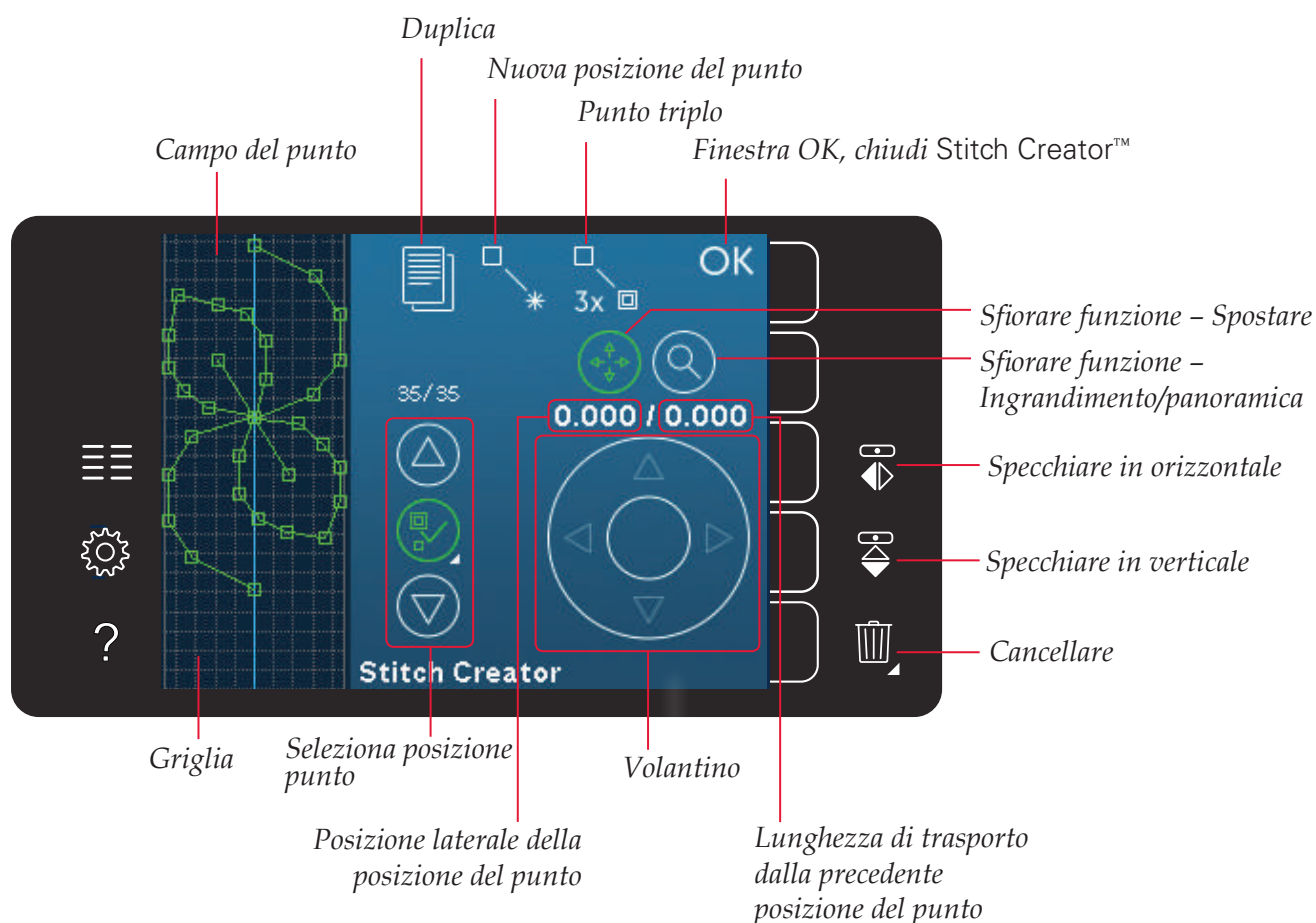 Duplica
Nuova posizione del punto
Punto triplo
Campo del punto
Finestra OK, chiudi Stitch Creator™
OK
3x
Sfiorare funzione – Spostare
Sfiorare funzione –
Ingrandimento/panoramica
35/35
0.000 / 0.000
Specchiare in orizzontale
Specchiare in verticale
?
Cancellare
Stitch Creator
Griglia
Seleziona posizione
punto
Volantino
Posizione laterale della
posizione del punto
Lunghezza di trasporto
dalla precedente
posizione del punto